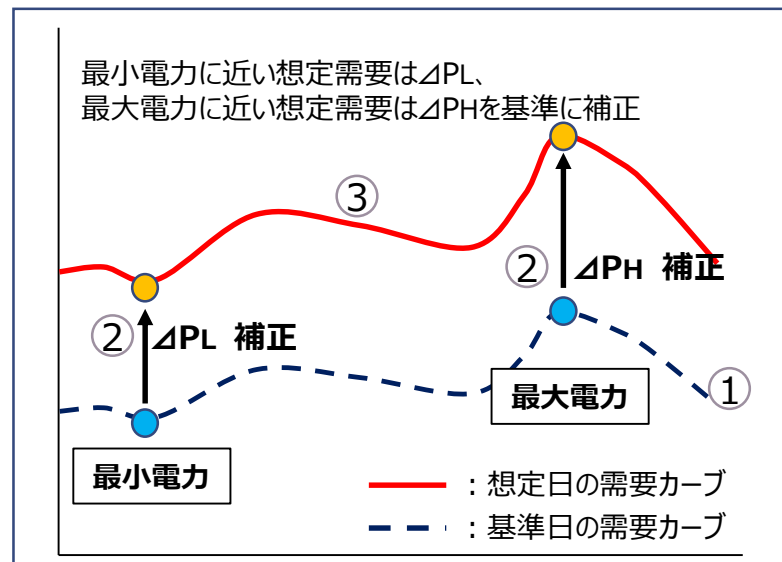 最小電力に近い想定需要は⊿PL、
最大電力に近い想定需要は⊿PHを基準に補正
③
② ⊿PH 補正
② ⊿PL 補正
①
最大電力
最小電力
：想定日の需要カーブ
：基準日の需要カーブ